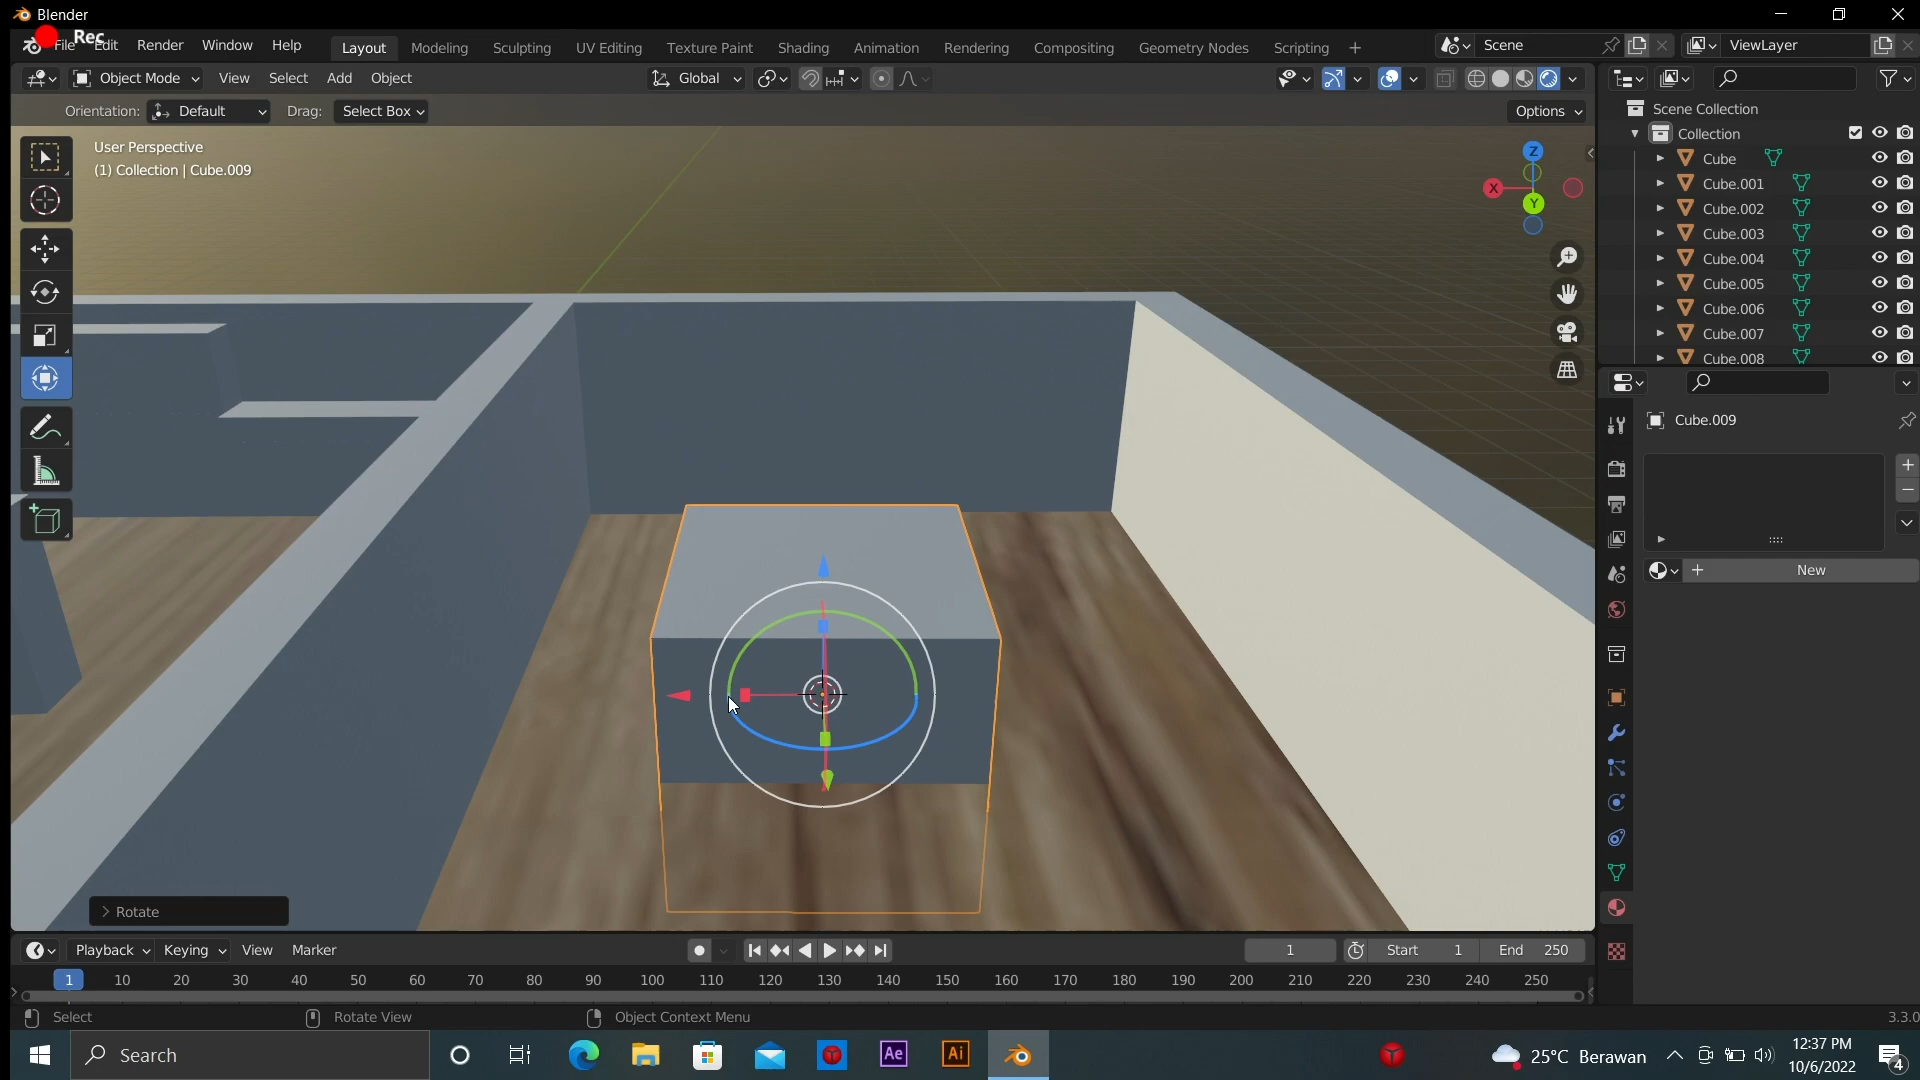 Blender
Rec
File Edit Render Window Help
Layout Modeling Sculpting UV Editing Texture Paint Shading Animation Rendering Compositing Geometry Nodes Scripting +
Scene
ViewLayer
Object Mode View Select Add Object
Global
Orientation: Default Drag: Select Box
Options
User Perspective
(1) Collection | Cube.009
Z
X
Y
Scene Collection
Collection
Cube
Cube.001
Cube.002
Cube.003
Cube.004
Cube.005
Cube.006
Cube.007
Cube.008
Cube.009
+ New
> Rotate
Playback Keying View Marker
1 Start 1 End 250
1 10 20 30 40 50 60 70 80 90 100 110 120 130 140 150 160 170 180 190 200 210 220 230 240 250
Select Rotate View Object Context Menu 3.3.0
Search
Ae
Ai
25°C Berawan
12:37 PM
10/6/2022
4